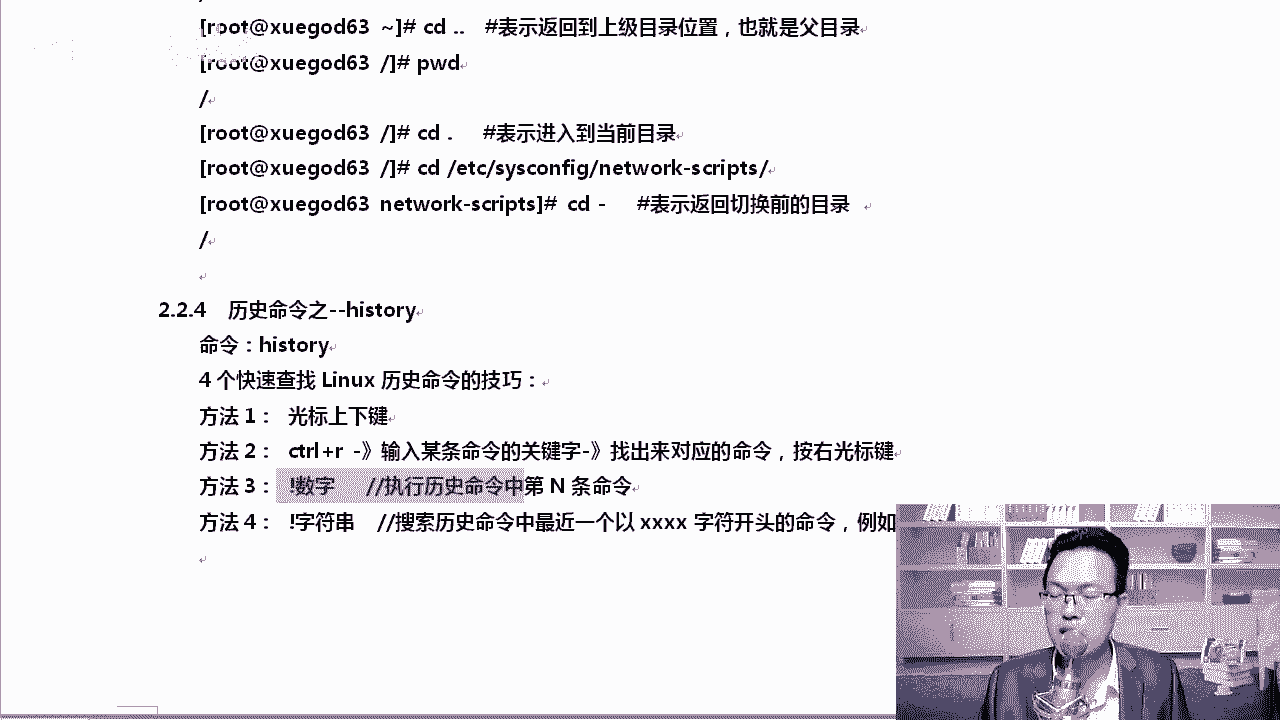 [root@xuegod63 ~]# cd .. #表示返回到上级目录位置，也就是父目录
[root@xuegod63 /]# pwd
/
[root@xuegod63 /]# cd . #表示进入到当前目录
[root@xuegod63 /]# cd /etc/sysconfig/network-scripts/
[root@xuegod63 network-scripts]# cd - #表示返回切换前的目录
/
2.2.4 历史命令之--history
命令：history
4 个快速查找 Linux 历史命令的技巧：
方法 1： 光标上下键
方法 2： ctrl+r -》输入某条命令的关键字-》找出来对应的命令，按右光标键
方法 3： !数字 //执行历史命令中第 N 条命令
方法 4： !字符串 //搜索历史命令中最近一个以 xxxx 字符开头的命令，例如